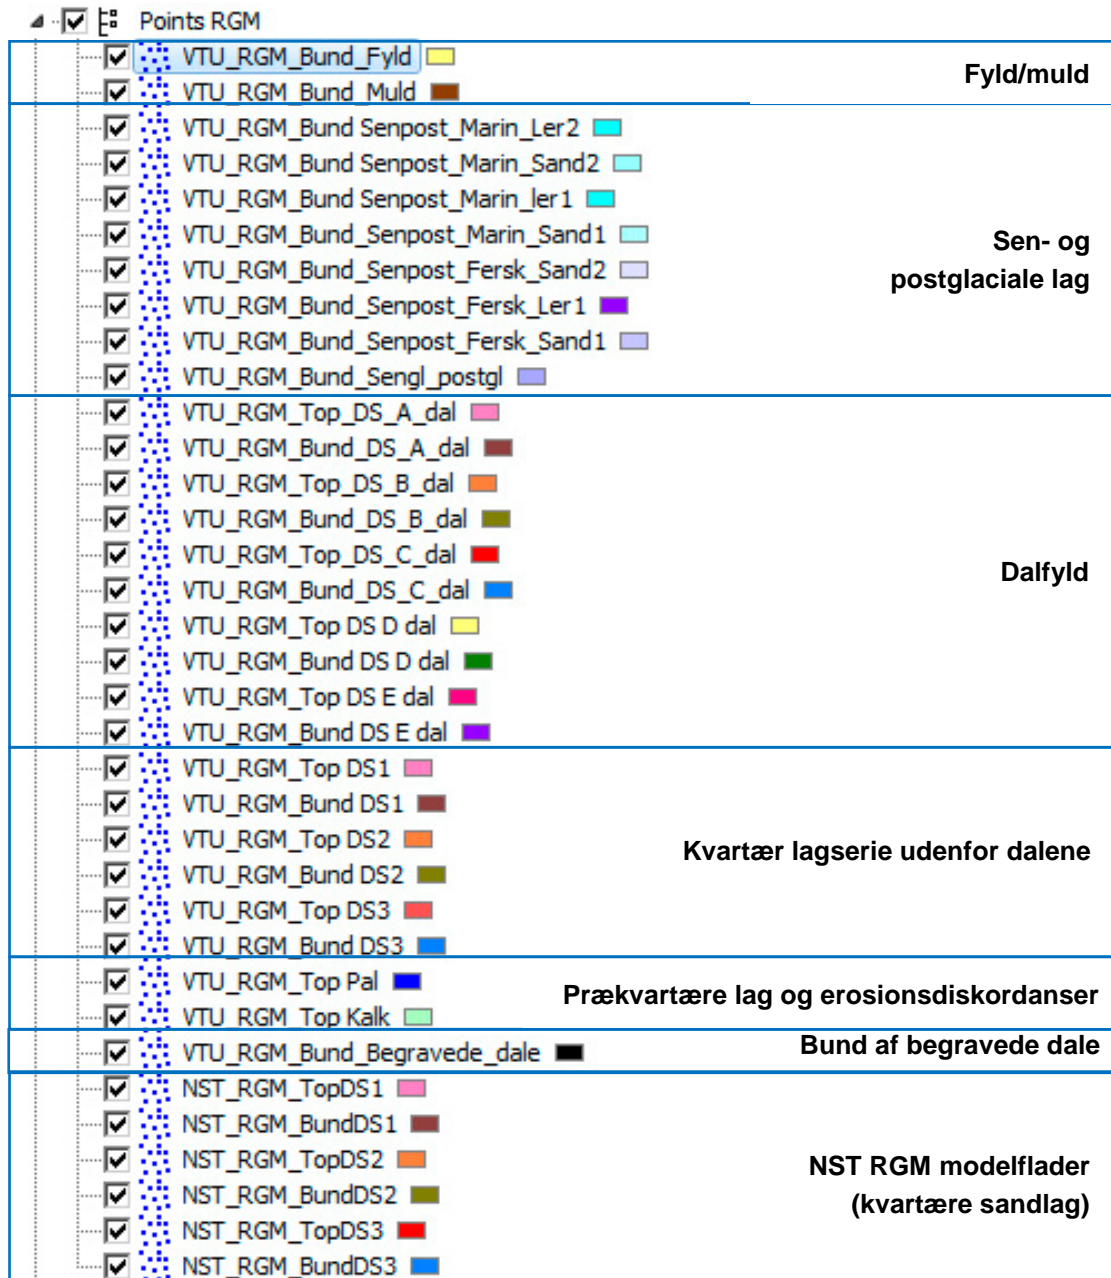 Points RGM
VTU_RGM_Bund_Fyld
VTU_RGM_Bund_Muld
Fyld/muld
VTU_RGM_Bund Senpost_Marin_Ler2
VTU_RGM_Bund Senpost_Marin_Sand2
VTU_RGM_Bund Senpost_Marin_ler1
VTU_RGM_Bund_Senpost_Marin_Sand1
VTU_RGM_Bund_Senpost_Fersk_Sand2
VTU_RGM_Bund_Senpost_Fersk_Ler1
VTU_RGM_Bund_Senpost_Fersk_Sand1
VTU_RGM_Bund_Sengl_postgl
Sen- og
postglaciale lag
VTU_RGM_Top_DS_A_dal
VTU_RGM_Bund_DS_A_dal
VTU_RGM_Top_DS_B_dal
VTU_RGM_Bund_DS_B_dal
VTU_RGM_Top_DS_C_dal
VTU_RGM_Bund_DS_C_dal
VTU_RGM_Top DS D dal
VTU_RGM_Bund DS D dal
VTU_RGM_Top DS E dal
VTU_RGM_Bund DS E dal
Dalfyld
VTU_RGM_Top DS1
VTU_RGM_Bund DS1
VTU_RGM_Top DS2
VTU_RGM_Bund DS2
VTU_RGM_Top DS3
VTU_RGM_Bund DS3
Kvartær lagserie udenfor dalene
VTU_RGM_Top Pal
VTU_RGM_Top Kalk
Prækvartære lag og erosionsdiskordanser
VTU_RGM_Bund_Begravede_dale
Bund af begravede dale
NST_RGM_TopDS1
NST_RGM_BundDS1
NST_RGM_TopDS2
NST_RGM_BundDS2
NST_RGM_TopDS3
NST_RGM_BundDS3
NST RGM modelflader
(kvartære sandlag)